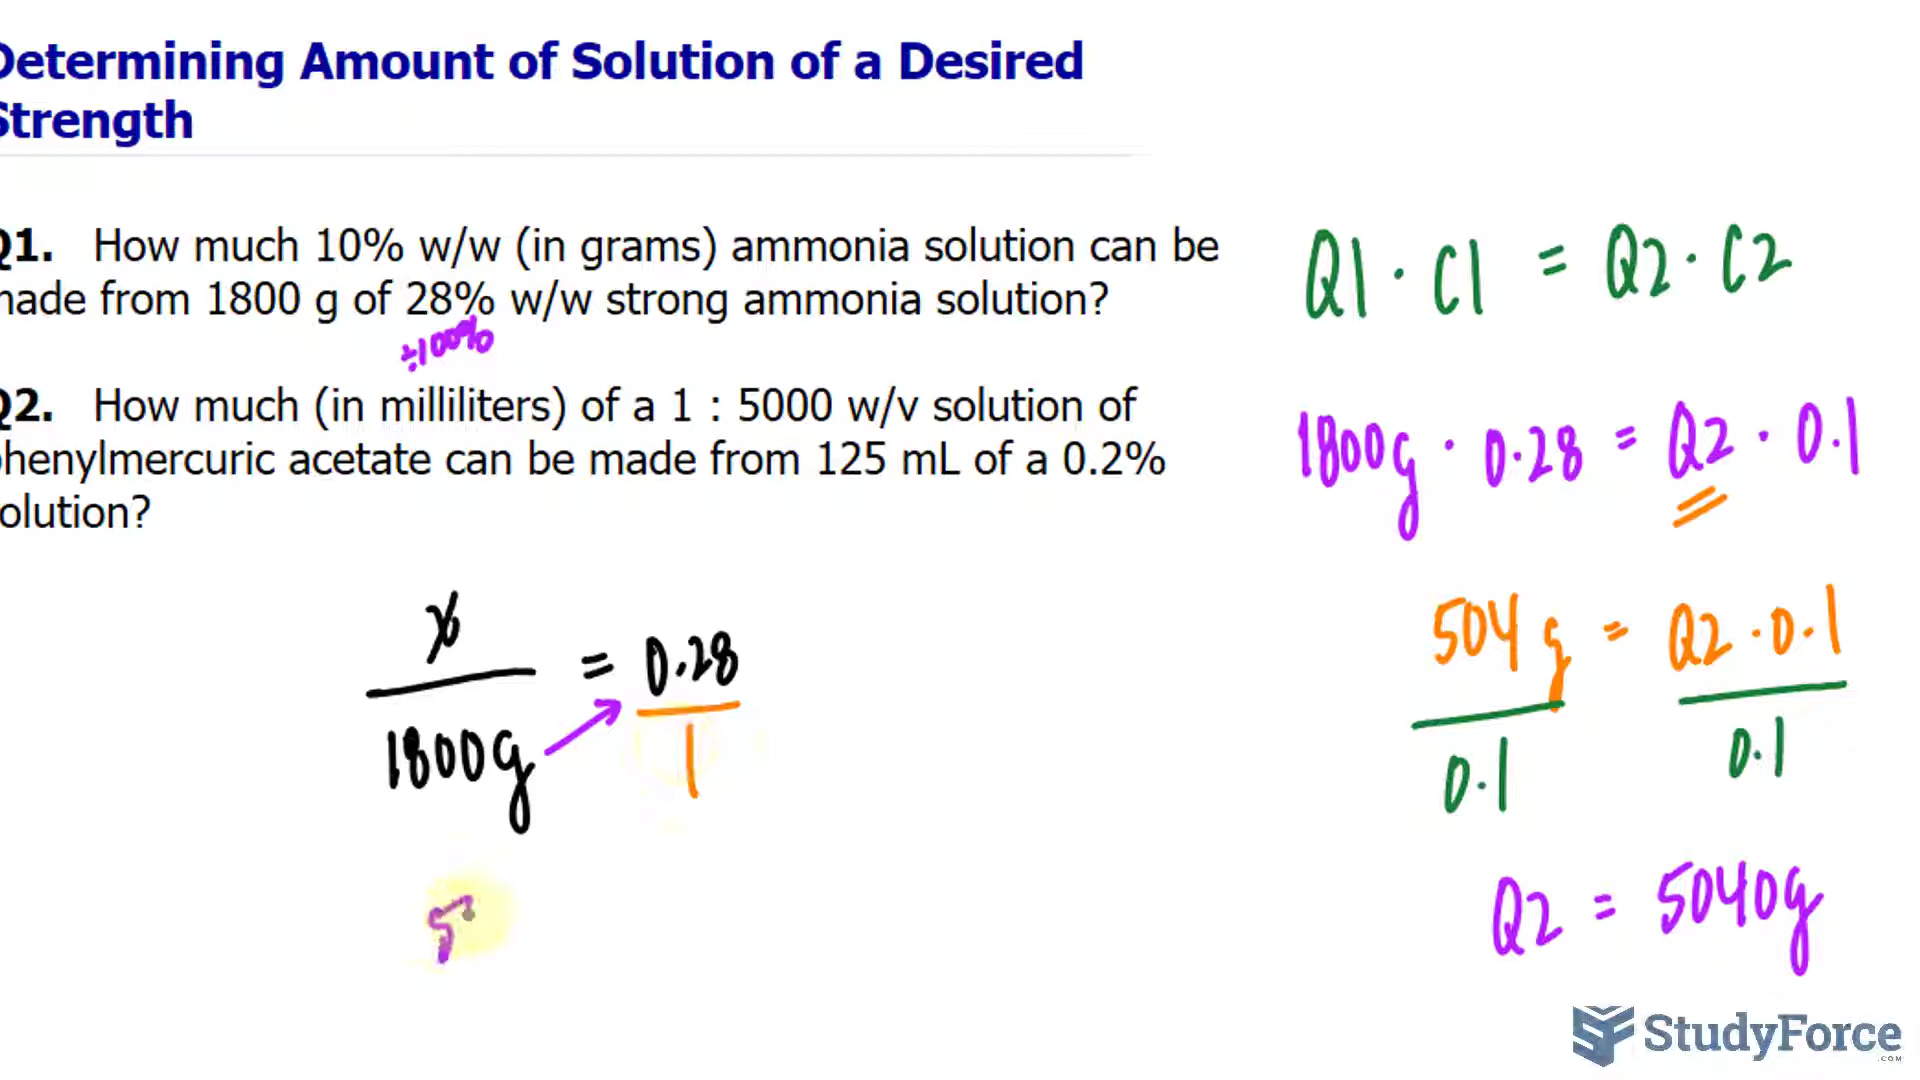 Determining Amount of Solution of a Desired
Strength
Q1. How much 10% w/w (in grams) ammonia solution can be
made from 1800 g of 28% w/w strong ammonia solution?
÷100%
Q2. How much (in milliliters) of a 1 : 5000 w/v solution of
phenylmercuric acetate can be made from 125 mL of a 0.2%
solution?
x
= 0.28
1800g
1
5
Q1 · C1 = Q2 · C2
1800g · 0.28 = Q2 · 0.1
504 g = Q2 · 0.1
0.1 0.1
Q2 = 5040g
StudyForce
.COM